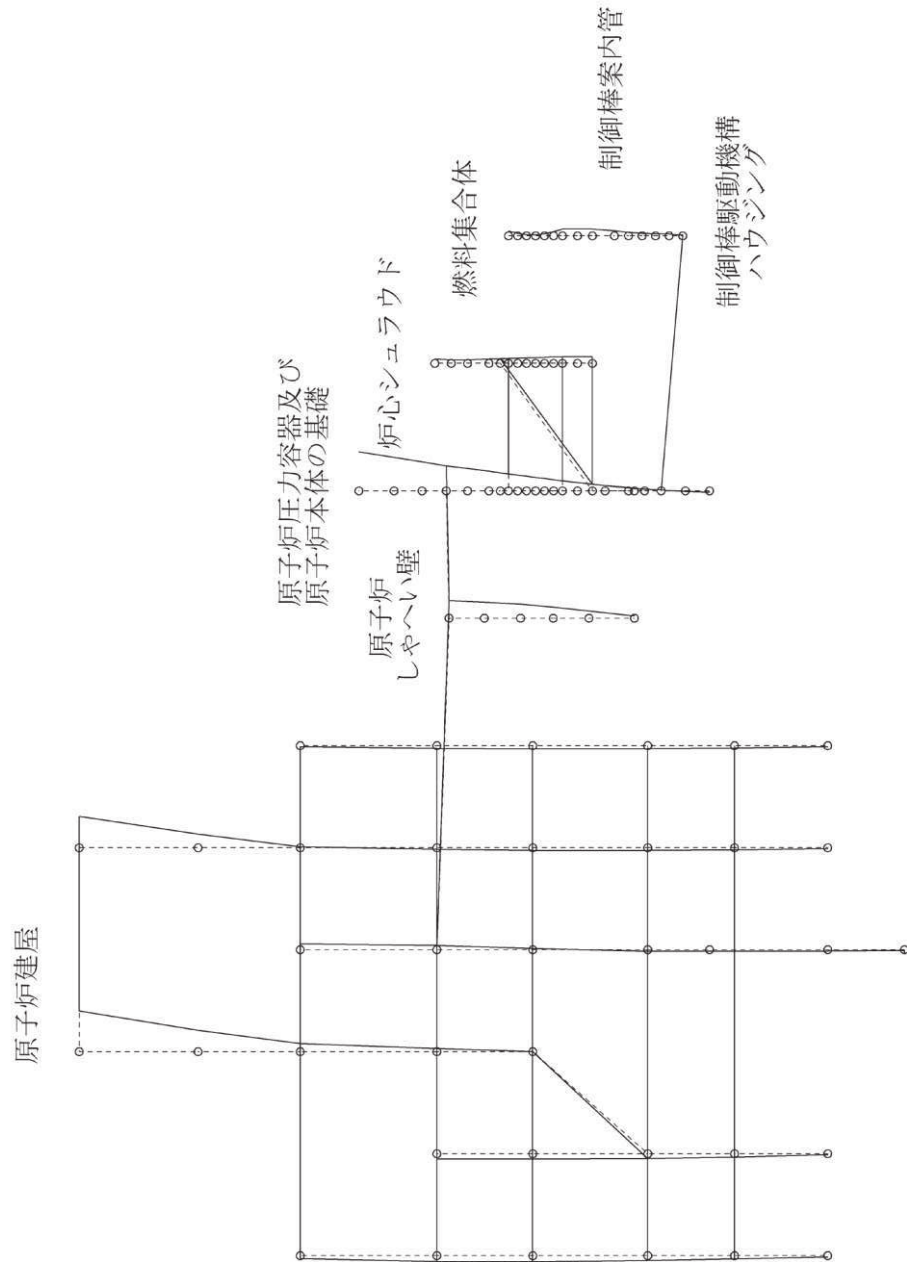 原子炉建屋
原子炉
しゃへい壁
原子炉圧力容器及び
原子炉本体の基礎
炉心シュラウド
燃料集合体
制御棒案内管
制御棒駆動機構
ハウジング